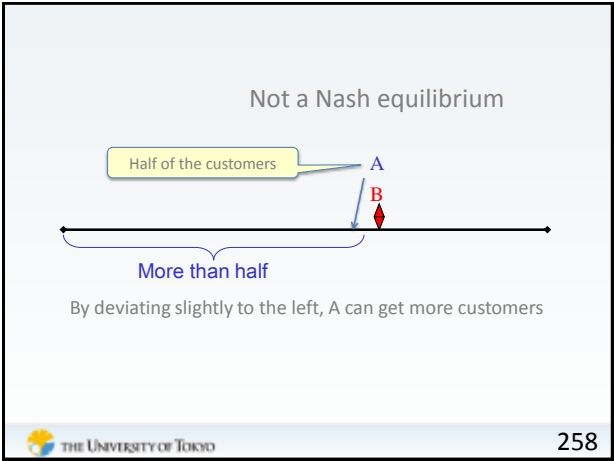 Not a Nash equilibrium
Half of the customers
A
B
More than half
By deviating slightly to the left, A can get more customers
THE UNIVERSITY OF TOKYO
258